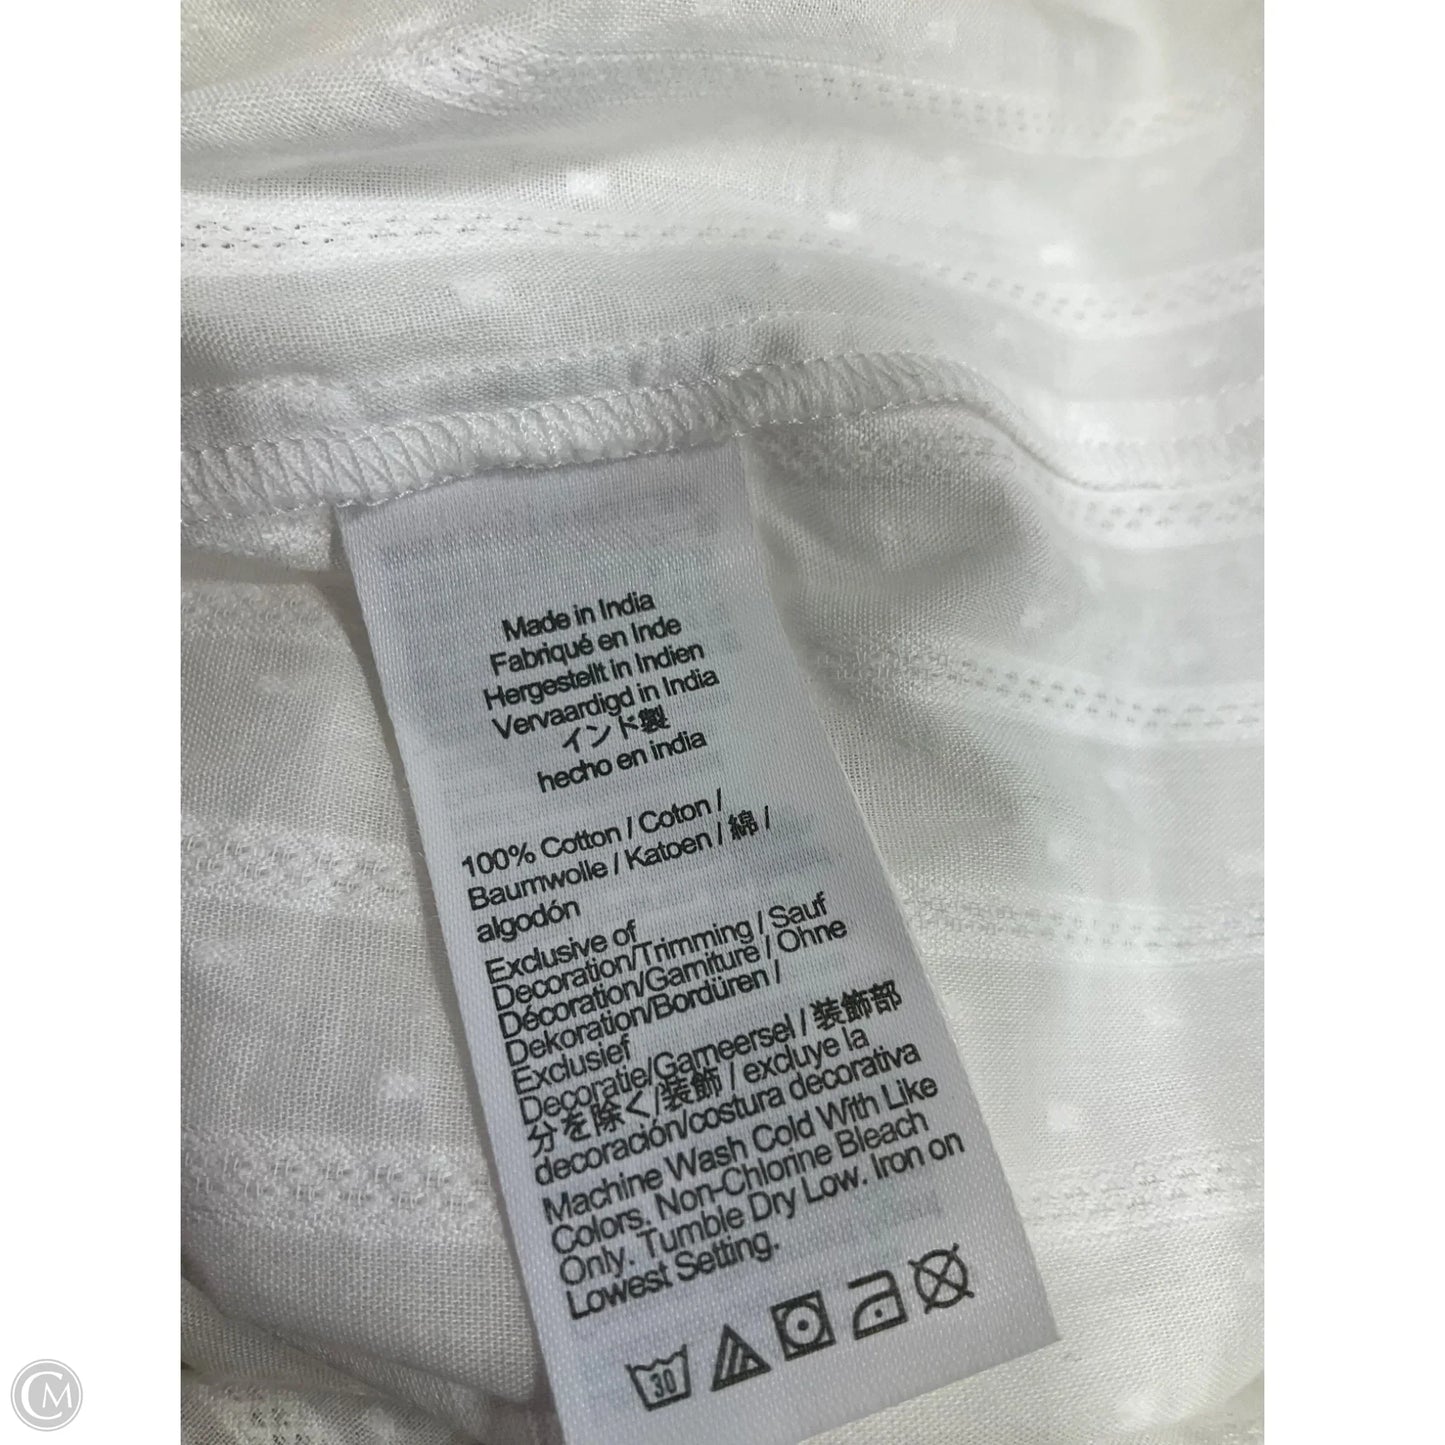 Made in India
Fabriqué en Inde
Hergestellt in Indien
Vervaardigd in India
インド製
hecho en india
100% Cotton / Coton /
Baumwolle / Katoen / 綿 /
algodón
Exclusive of
Decoration/Trimming / Sauf
Décoration/Garniture / Ohne
Dekoration/Bordüren /
Exclusief
Decoratie/Garneersel / 装飾部
分を除く/装飾 / excluye la
decoración/costura decorativa
Machine Wash Cold With Like
Colors. Non-Chlorine Bleach
Only. Tumble Dry Low. Iron on
Lowest Setting.
30
CM